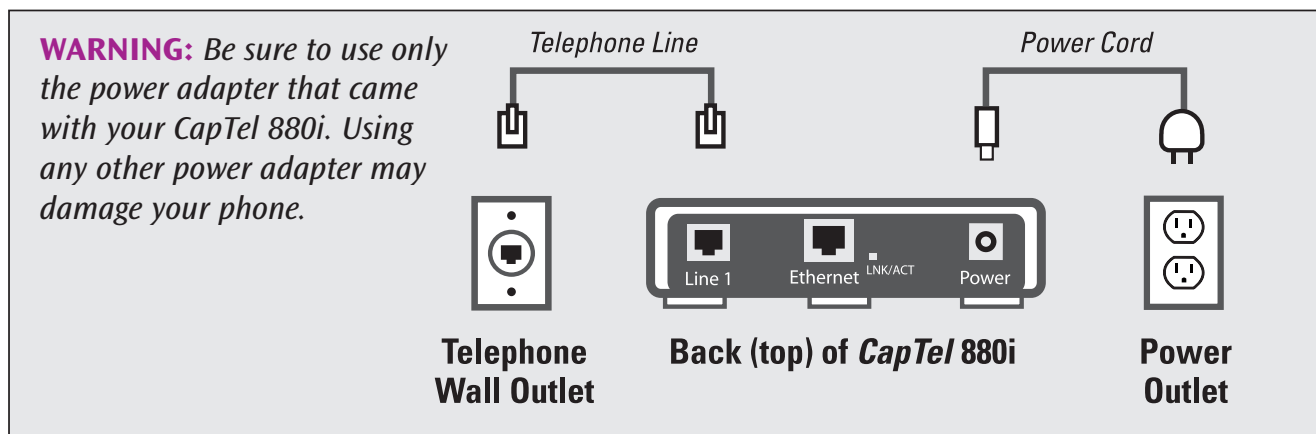 WARNING: Be sure to use only
the power adapter that came
with your CapTel 880i. Using
any other power adapter may
damage your phone.
Telephone Line
Power Cord
Line 1
Ethernet
LNK/ACT
Power
Telephone
Wall Outlet
Back (top) of CapTel 880i
Power
Outlet